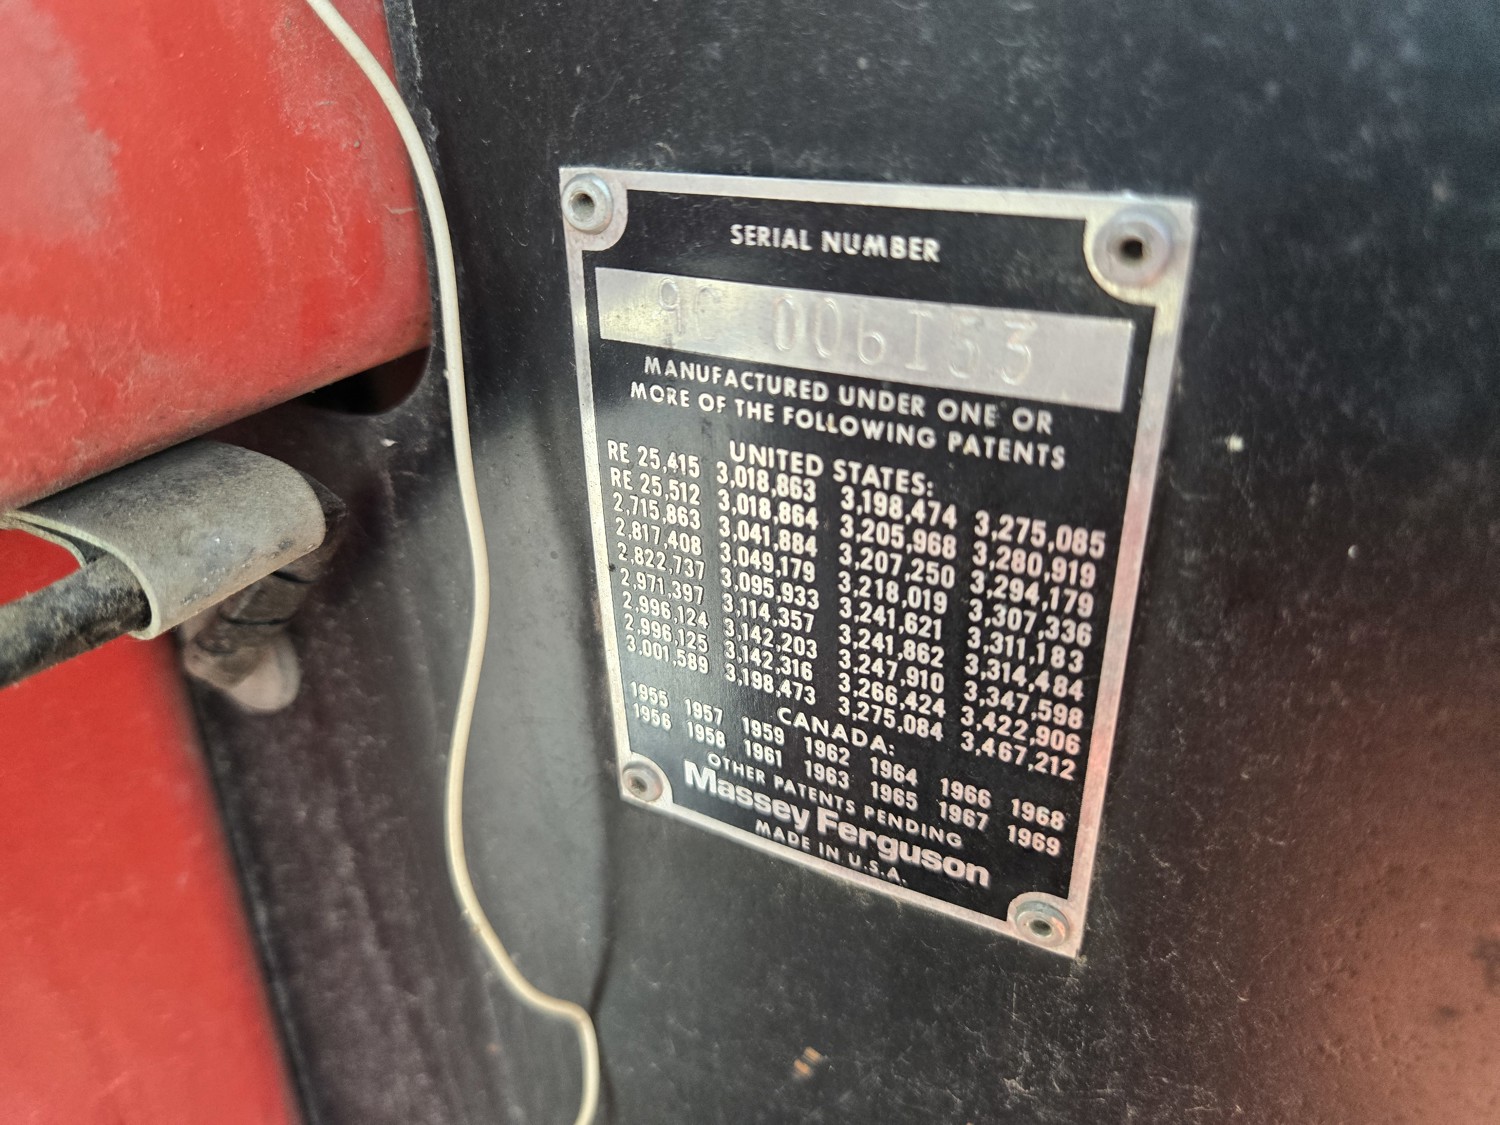 SERIAL NUMBER
006153
MANUFACTURED UNDER ONE OR
MORE OF THE FOLLOWING PATENTS
UNITED STATES:
RE 25,415 3,018,863 3,198,474 3,275,085
RE 25,512 3,018,864 3,205,968 3,280,919
2,715,863 3,041,884 3,207,250 3,294,179
2,817,408 3,049,179 3,218,019 3,307,336
2,822,737 3,095,933 3,241,621 3,311,183
2,971,397 3,114,357 3,241,862 3,314,484
2,996,124 3,142,203 3,247,910 3,347,598
2,996,125 3,142,316 3,266,424 3,422,906
3,001,589 3,198,473 3,275,084 3,467,212
CANADA:
1955 1957 1959 1962 1964 1966 1968
1956 1958 1961 1963 1965 1967 1969
OTHER PATENTS PENDING
Massey Ferguson
MADE IN U.S.A.